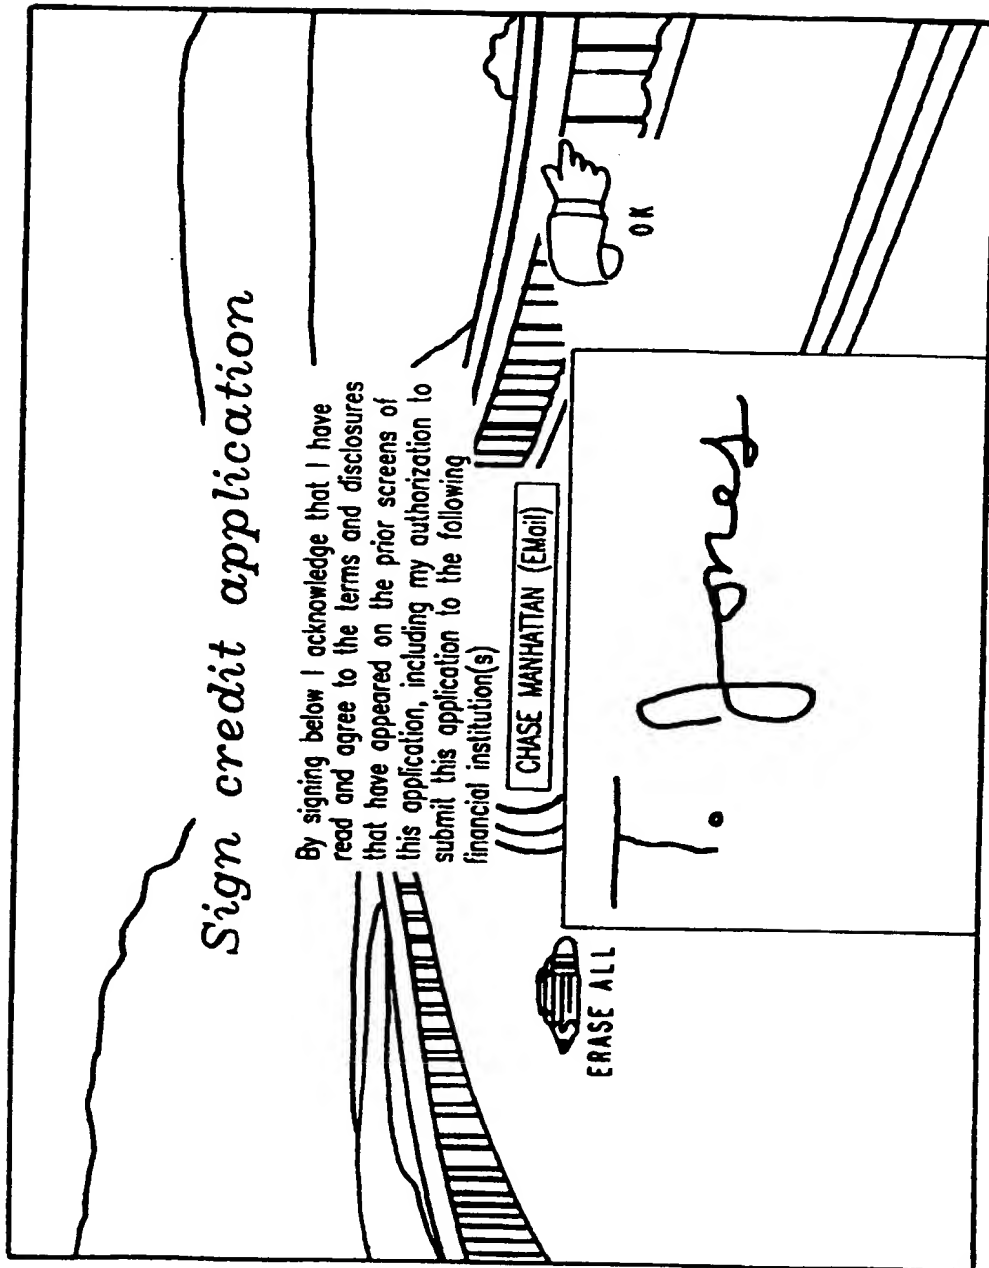 Sign credit application
By signing below I acknowledge that I have
read and agree to the terms and disclosures
that have appeared on the prior screens of
this application, including my authorization to
submit this application to the following
financial institution(s)
CHASE MANHATTAN (EMail)
ERASE ALL
OK
T. Jones